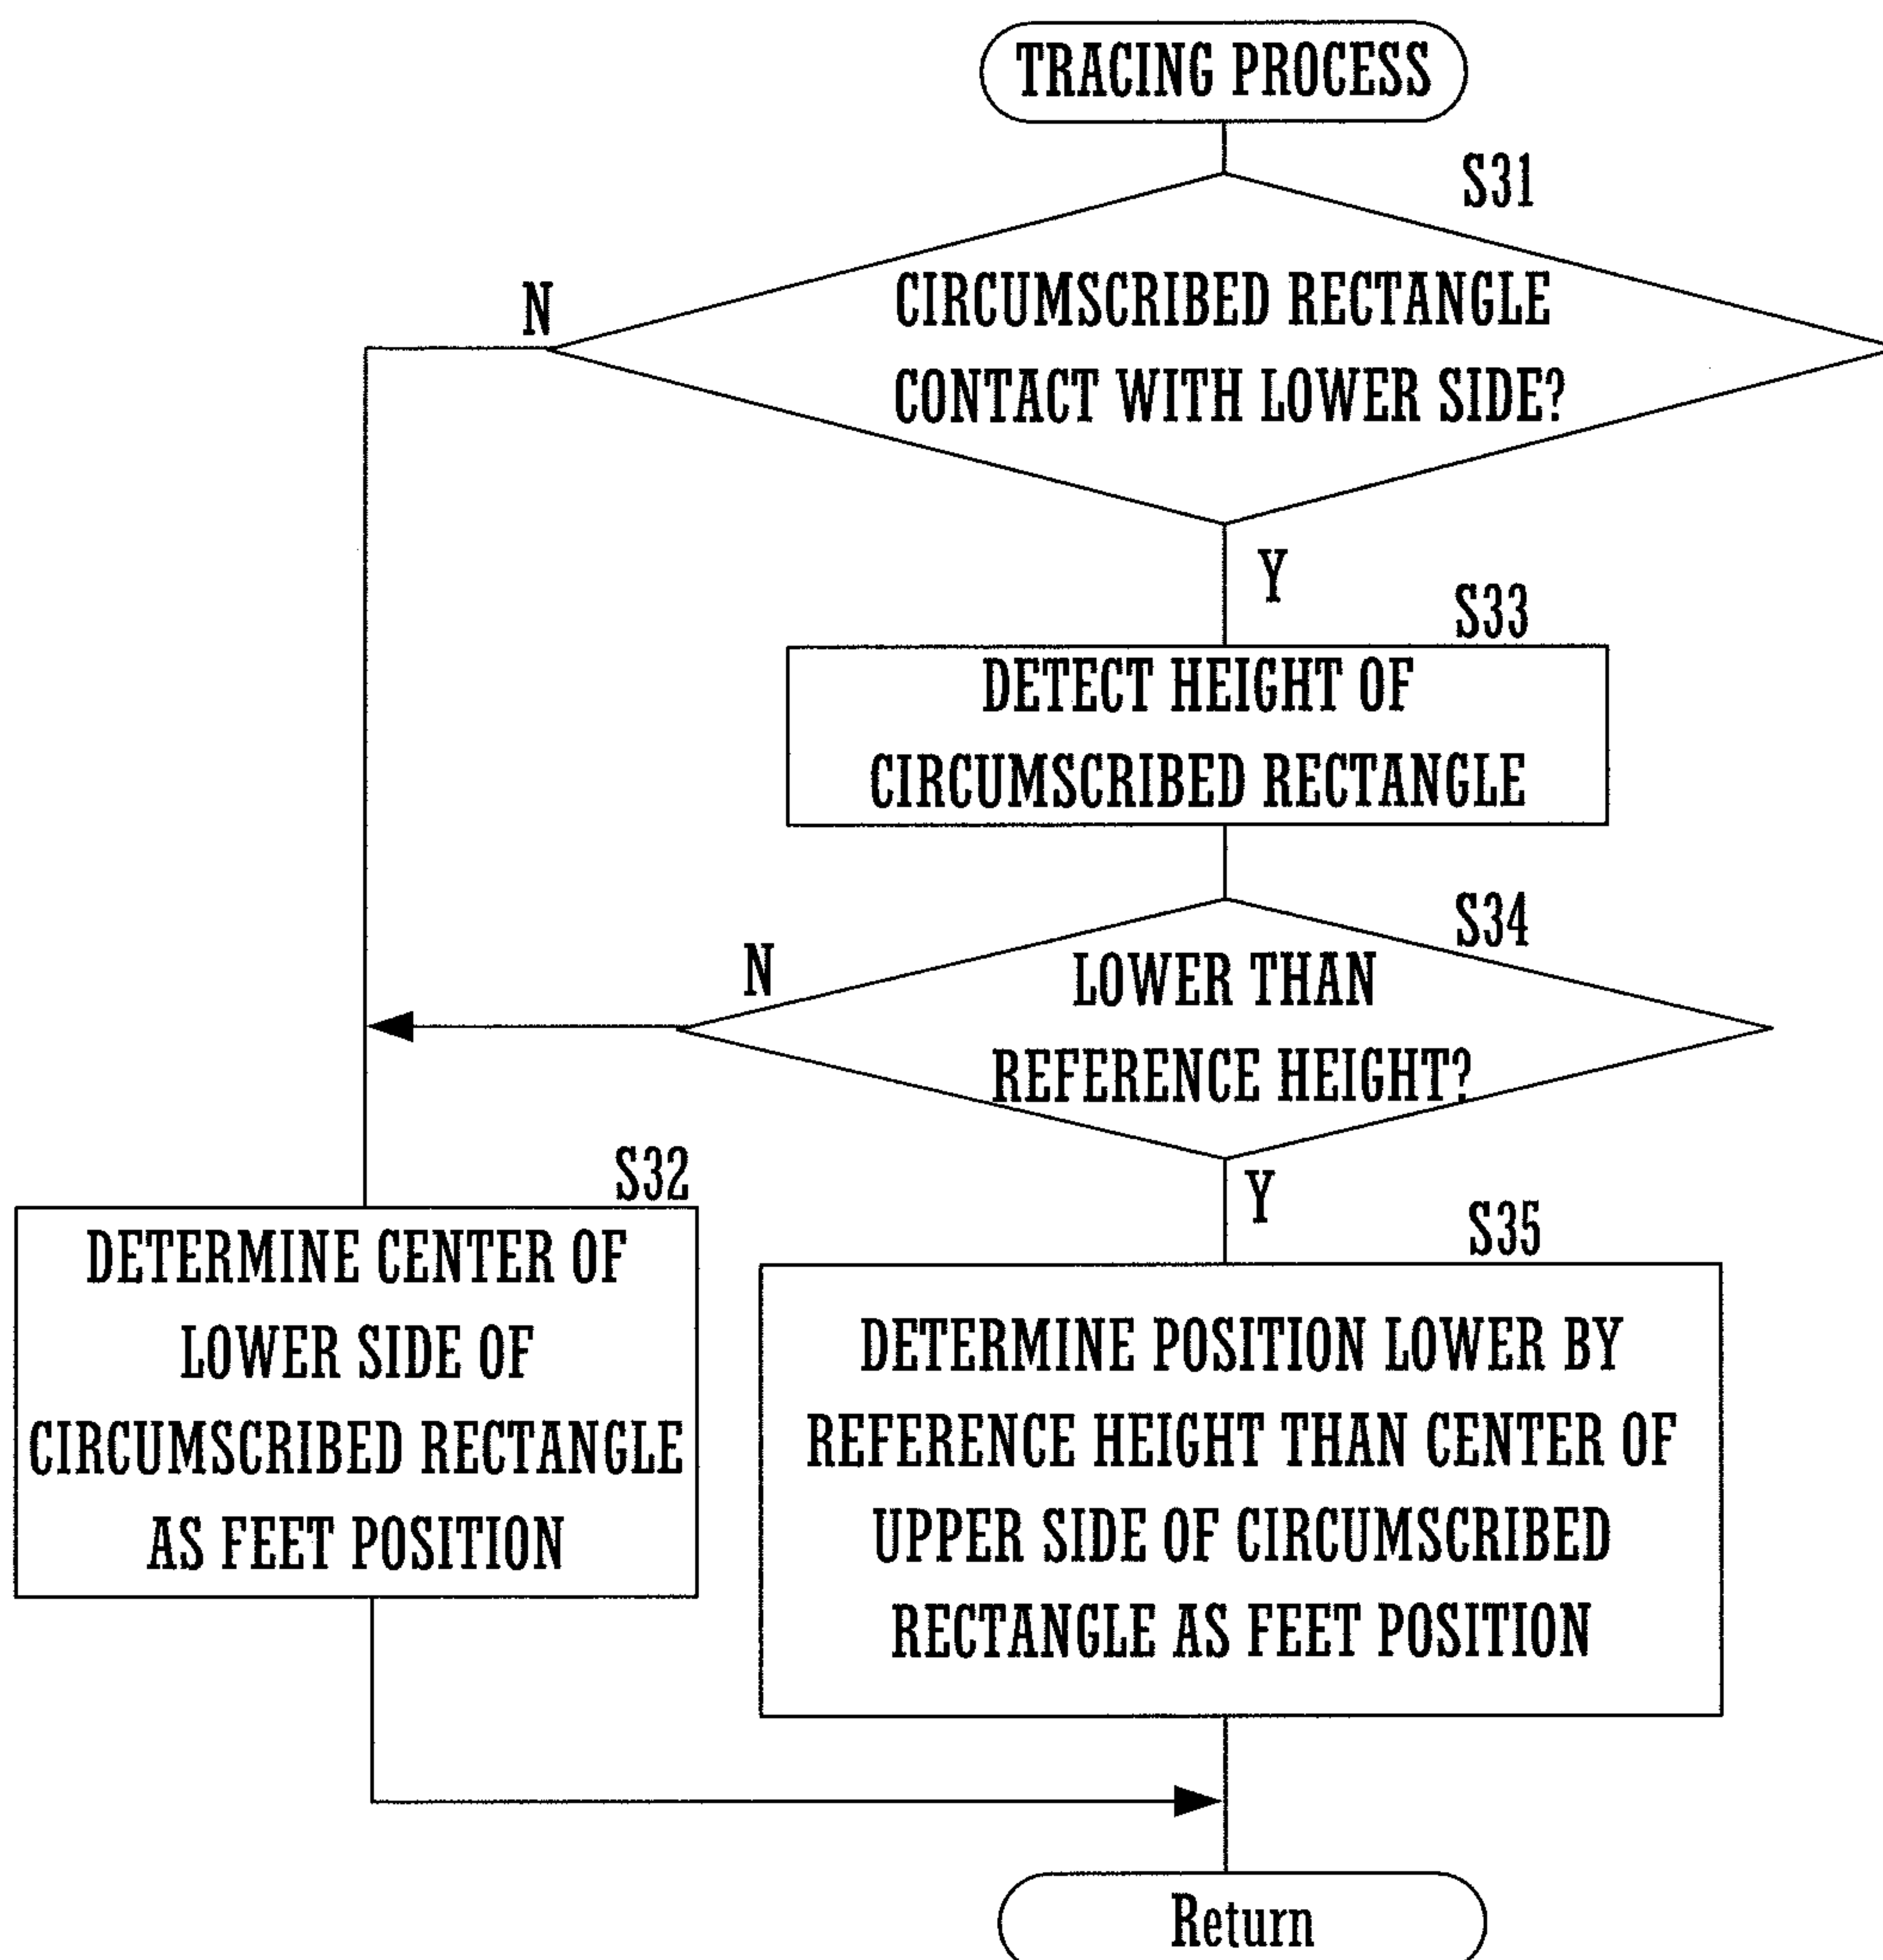 TRACING PROCESS
S31
CIRCUMSCRIBED RECTANGLE
CONTACT WITH LOWER SIDE?
N
Y
S33
DETECT HEIGHT OF
CIRCUMSCRIBED RECTANGLE
S34
N
LOWER THAN
REFERENCE HEIGHT?
Y
S32
DETERMINE CENTER OF
LOWER SIDE OF
CIRCUMSCRIBED RECTANGLE
AS FEET POSITION
S35
DETERMINE POSITION LOWER BY
REFERENCE HEIGHT THAN CENTER OF
UPPER SIDE OF CIRCUMSCRIBED
RECTANGLE AS FEET POSITION
Return